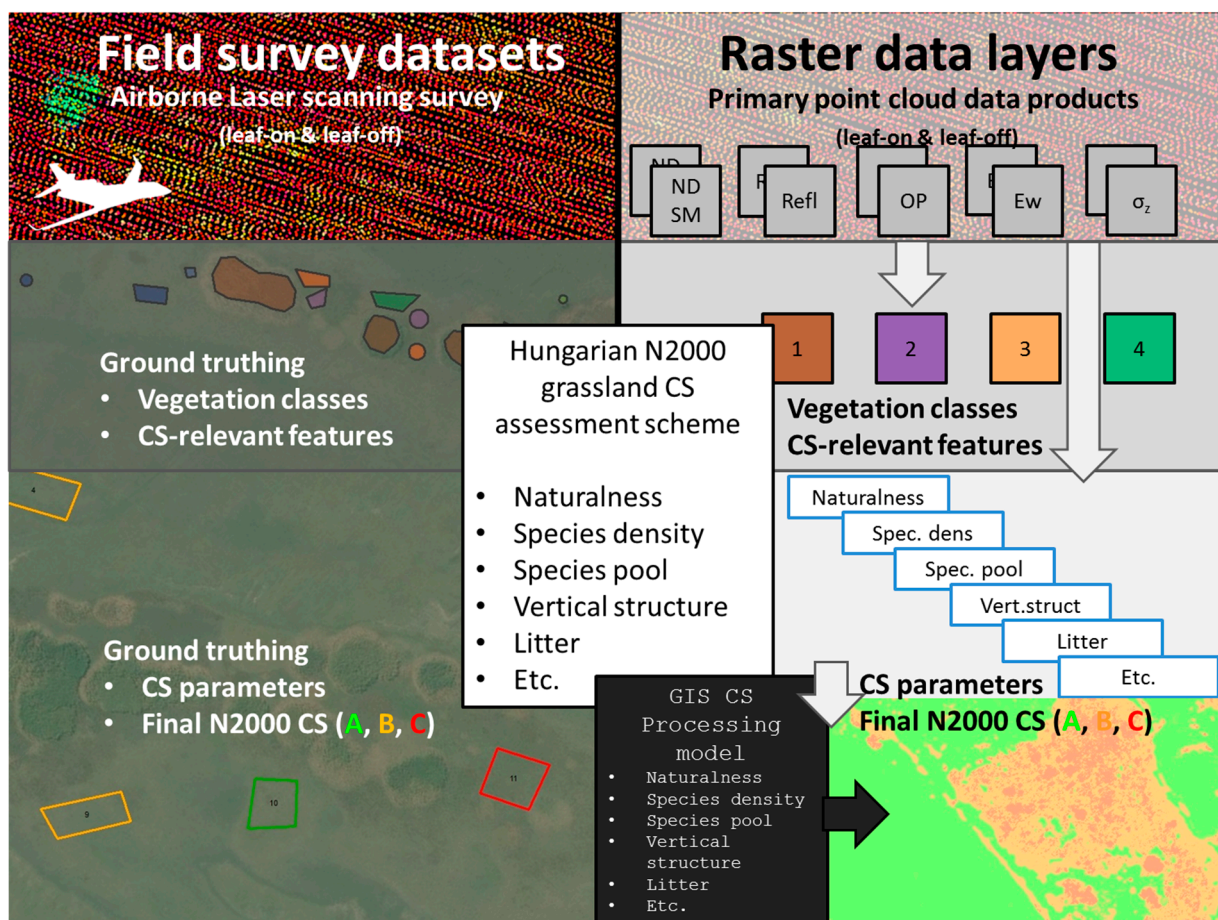 Field survey datasets
Airborne Laser scanning survey
(leaf-on & leaf-off)
Raster data layers
Primary point cloud data products
(leaf-on & leaf-off)
ND
ND
SM
Refl
OP
Ew
σz
Ground truthing
• Vegetation classes
• CS-relevant features
Hungarian N2000
grassland CS
assessment scheme
• Naturalness
• Species density
• Species pool
• Vertical structure
• Litter
• Etc.
1
2
3
4
Vegetation classes
CS-relevant features
Naturalness
Spec. dens
Spec. pool
Vert.struct
Litter
Etc.
4
Ground truthing
• CS parameters
• Final N2000 CS (A, B, C)
9
10
11
GIS CS
Processing
model
• Naturalness
• Species density
• Species pool
• Vertical
structure
• Litter
• Etc.
CS parameters
Final N2000 CS (A, B, C)